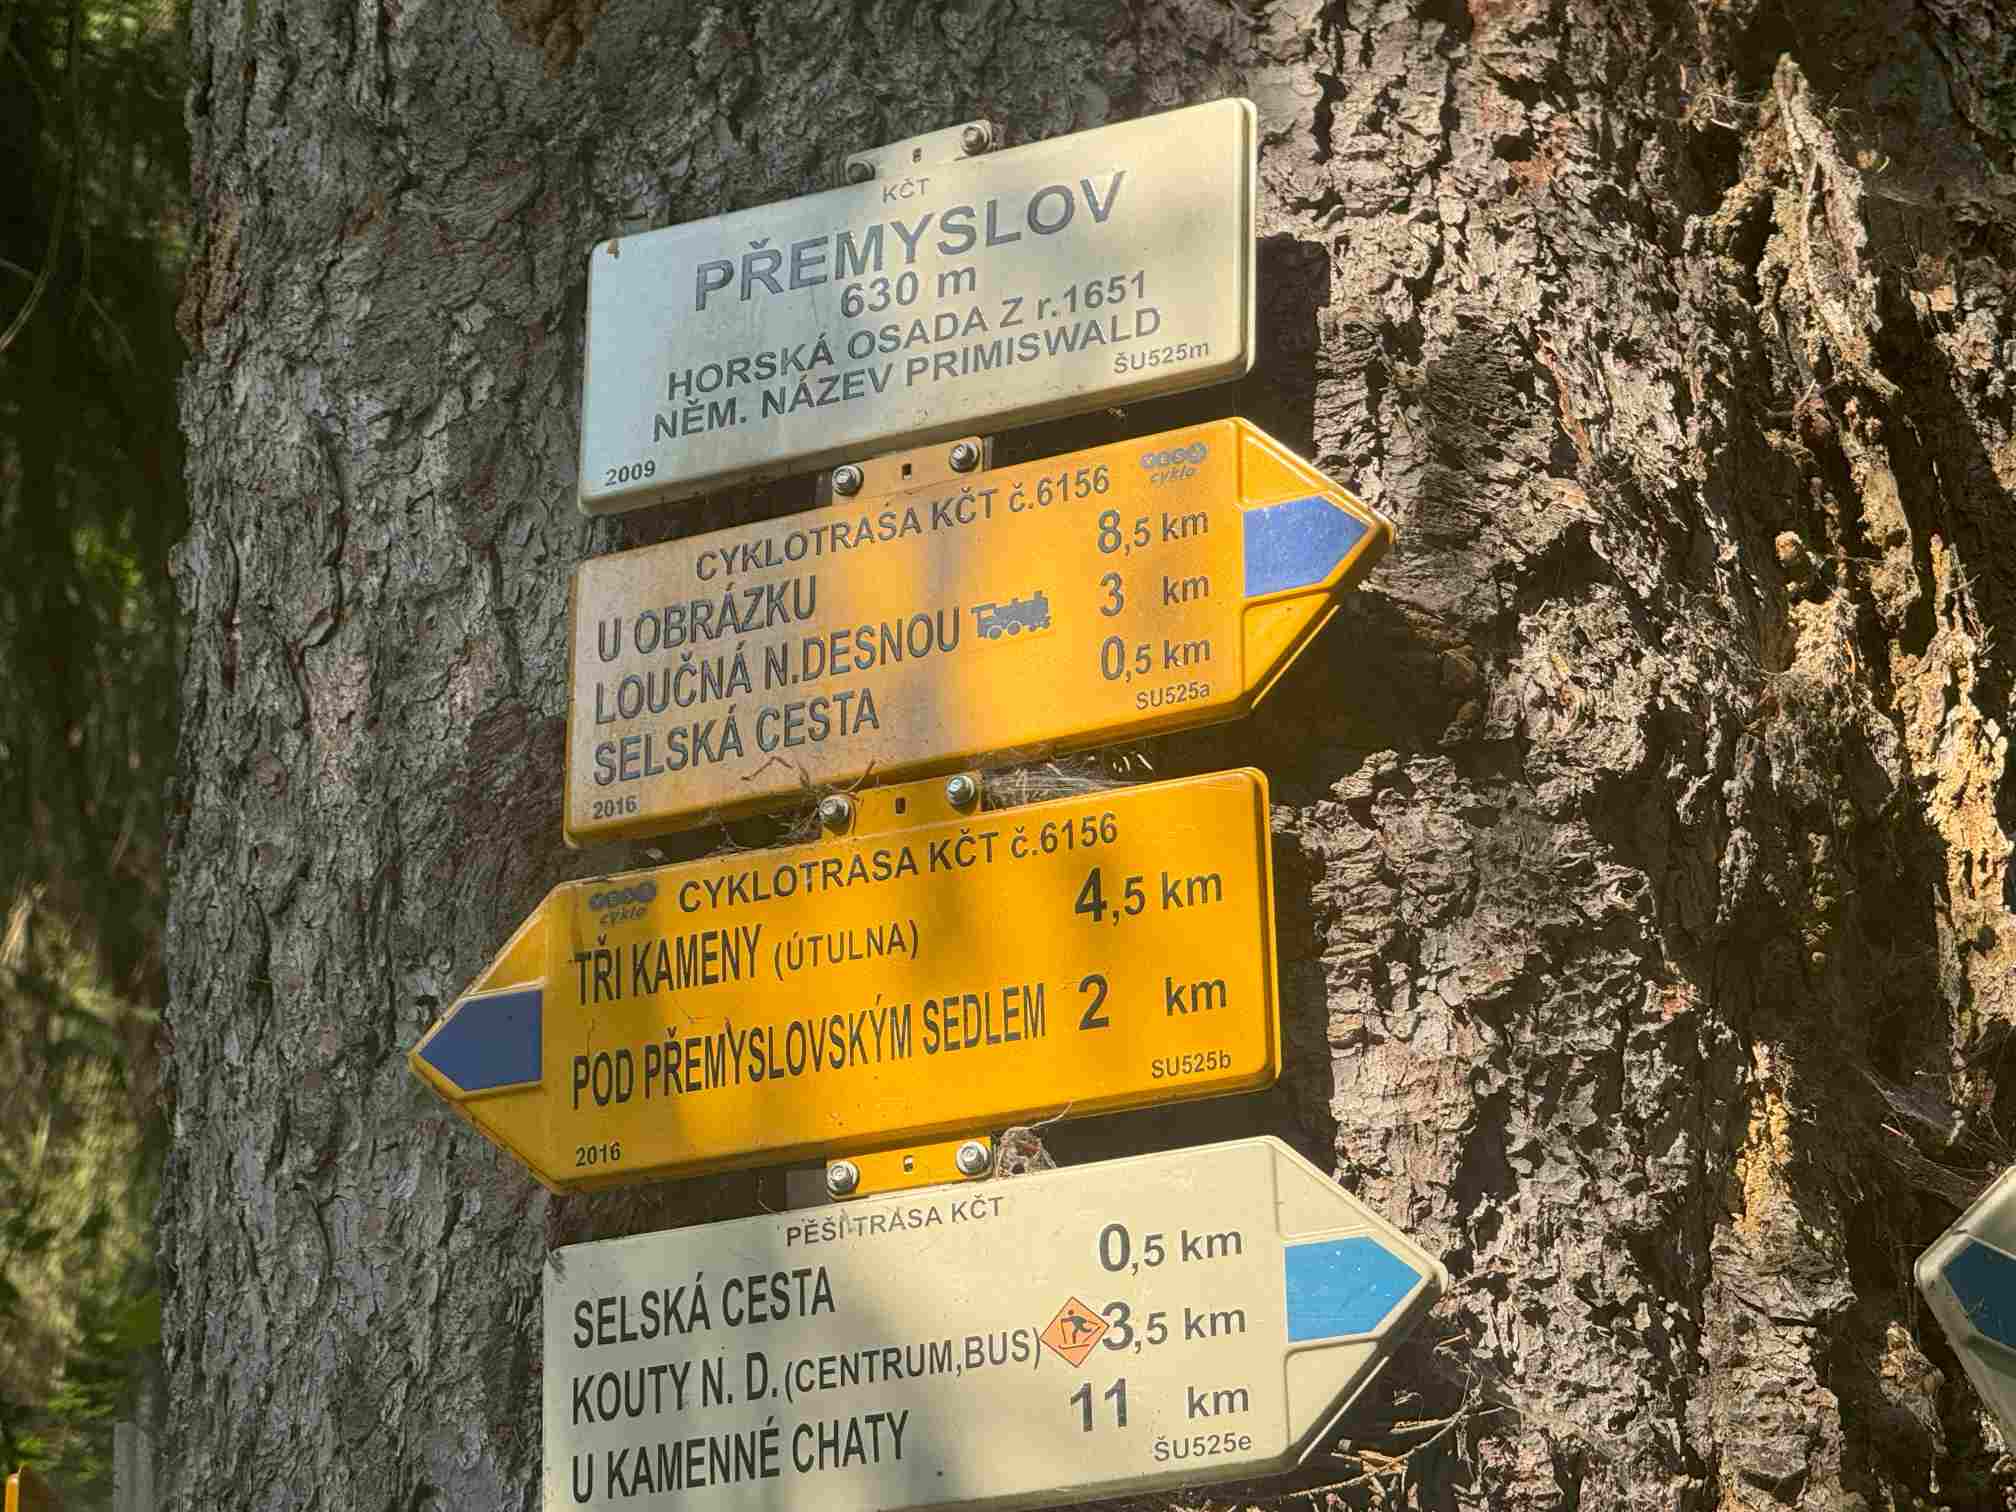 KČT
PŘEMYSLOV
630 m
HORSKÁ OSADA Z r.1651
NĚM. NÁZEV PRIMISWALD
ŠU525m
2009
CYKLOTRASA KČT č.6156
cyklo
U OBRÁZKU 8,5 km
LOUČNÁ N.DESNOU 3 km
SELSKÁ CESTA 0,5 km
SU525a
2016
cyklo
CYKLOTRASA KČT č.6156
TŘI KAMENY (ÚTULNA) 4,5 km
POD PŘEMYSLOVSKÝM SEDLEM 2 km
SU525b
2016
PĚŠÍ TRASA KČT
SELSKÁ CESTA 0,5 km
KOUTY N. D. (CENTRUM,BUS) 3,5 km
U KAMENNÉ CHATY 11 km
ŠU525e